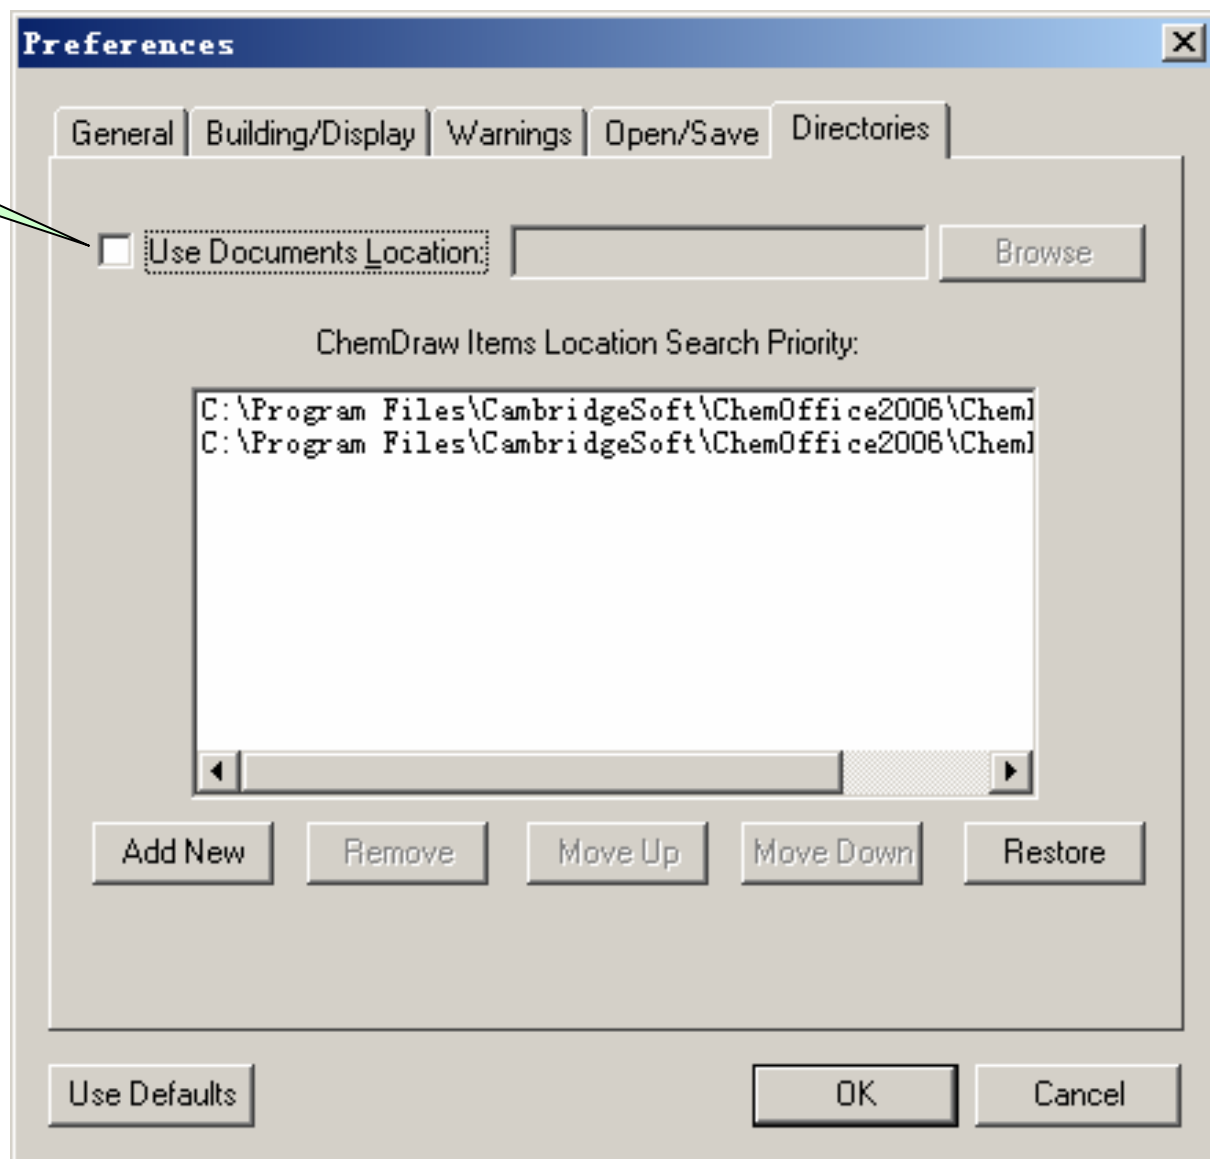 Preferences
General Building/Display Warnings Open/Save Directories
Use Documents Location: Browse
ChemDraw Items Location Search Priority:
C:\Program Files\CambridgeSoft\ChemOffice2006\Chem
C:\Program Files\CambridgeSoft\ChemOffice2006\Chem
Add New Remove Move Up Move Down Restore
Use Defaults OK Cancel